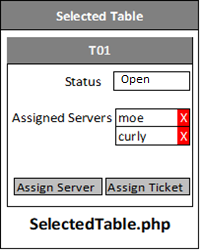 Selected Table
T01
Status Open
Assigned Servers moe X
curly X
Assign Server Assign Ticket
SelectedTable.php